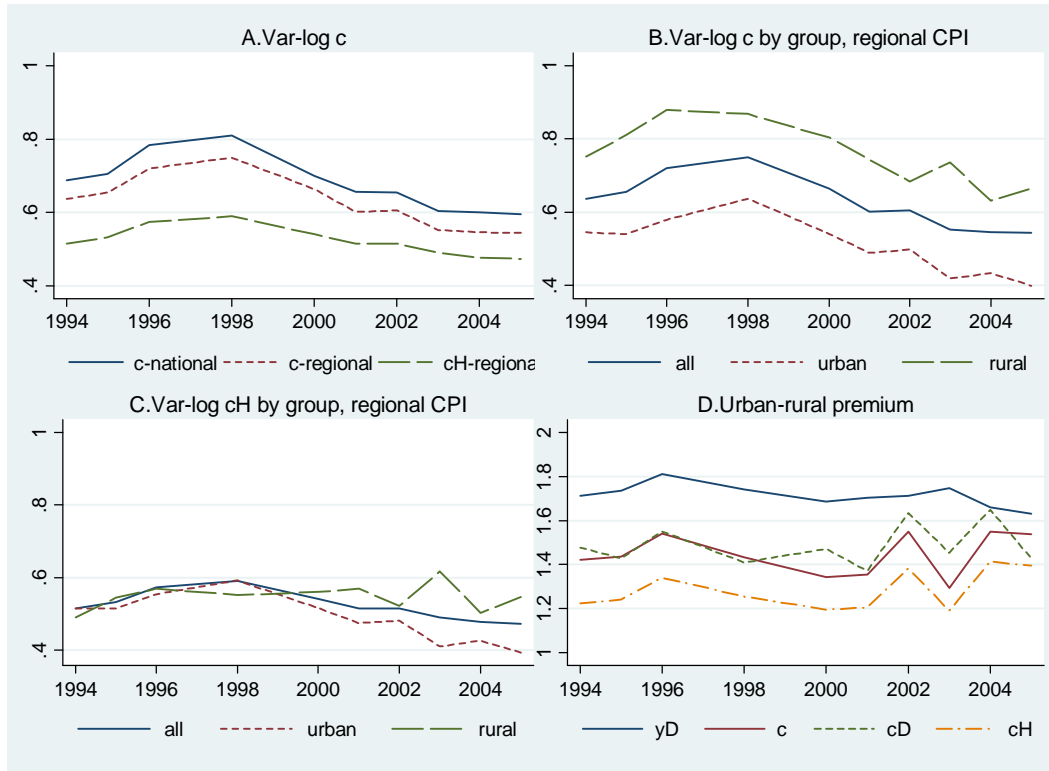 A.Var-log c
1
.8
.6
.4
1994 1996 1998 2000 2002 2004
c-national c-regional cH-regiona
B.Var-log c by group, regional CPI
1
.8
.6
.4
1994 1996 1998 2000 2002 2004
all urban rural
C.Var-log cH by group, regional CPI
1
.8
.6
.4
1994 1996 1998 2000 2002 2004
all urban rural
D.Urban-rural premium
2
1.8
1.6
1.4
1.2
1
1994 1996 1998 2000 2002 2004
yD c cD cH